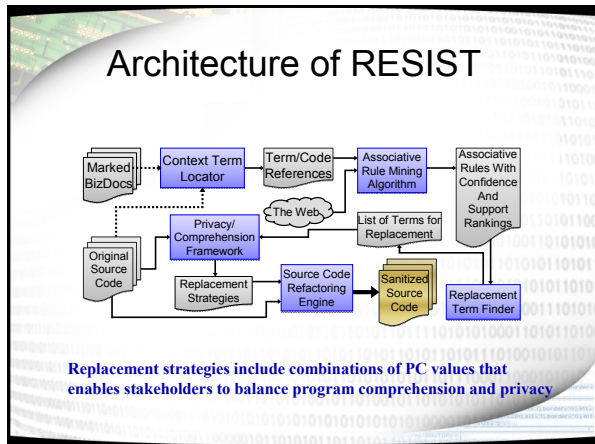 Architecture of RESIST
Marked
BizDocs
Context Term
Locator
Term/Code
References
Associative
Rule Mining
Algorithm
Associative
Rules With
Confidence
And
Support
Rankings
The Web
Privacy/
Comprehension
Framework
List of Terms for
Replacement
Original
Source
Code
Replacement
Strategies
Source Code
Refactoring
Engine
Sanitized
Source
Code
Replacement
Term Finder
Replacement strategies include combinations of PC values that
enables stakeholders to balance program comprehension and privacy